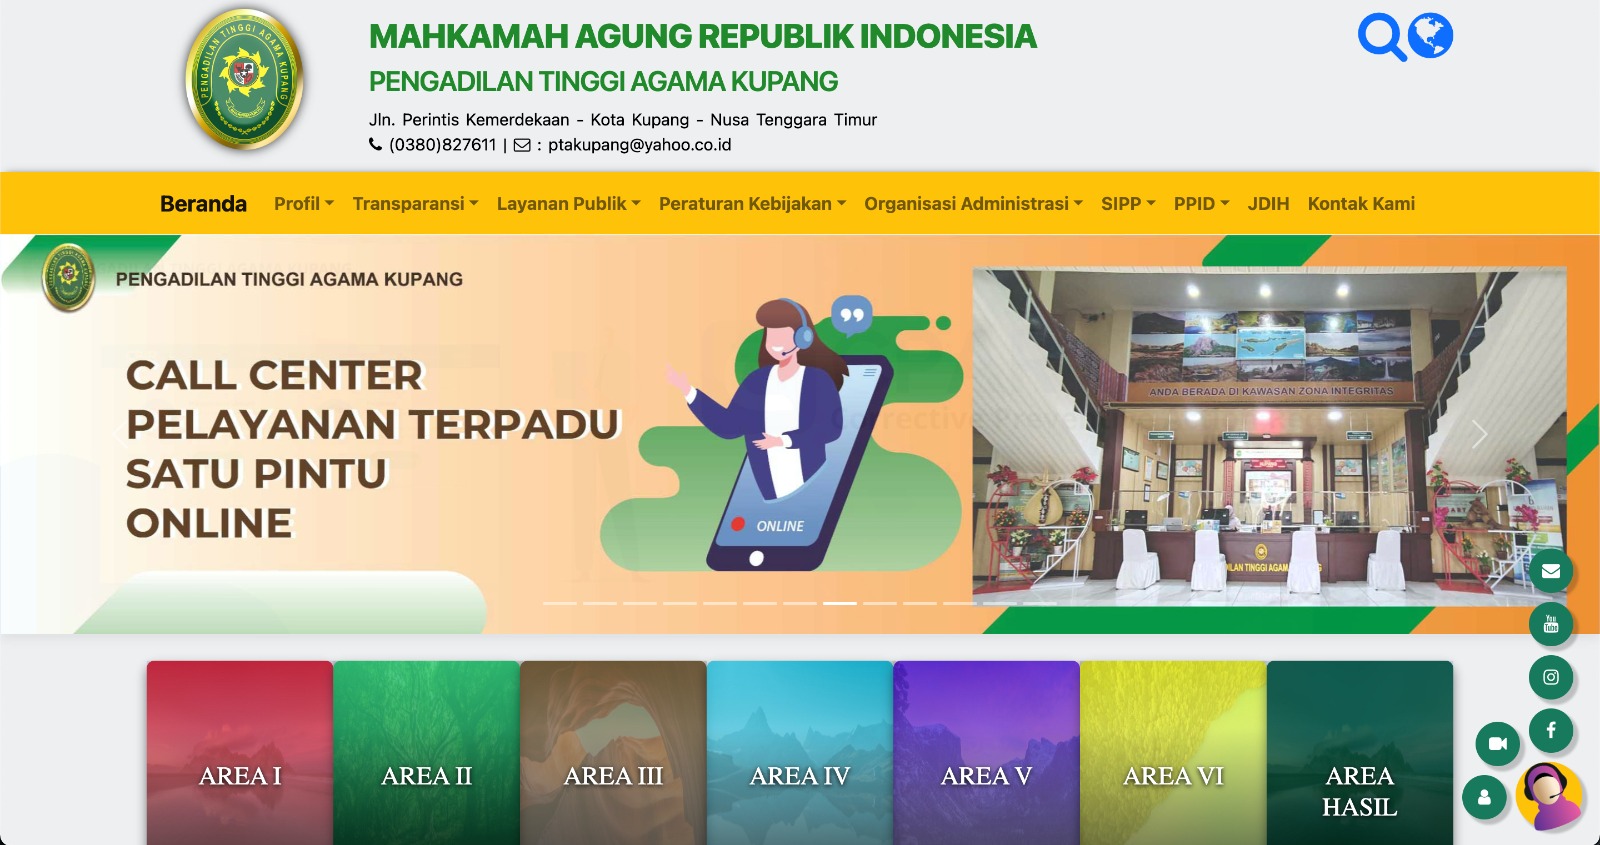 PENGADILAN TINGGI AGAMA KUPANG
MAHKAMAH AGUNG REPUBLIK INDONESIA
PENGADILAN TINGGI AGAMA KUPANG
Jln. Perintis Kemerdekaan - Kota Kupang - Nusa Tenggara Timur
(0380)827611 | : ptakupang@yahoo.co.id
Beranda Profil Transparansi Layanan Publik Peraturan Kebijakan Organisasi Administrasi SIPP PPID JDIH Kontak Kami
PENGADILAN TINGGI AGAMA KUPANG
CALL CENTER
PELAYANAN TERPADU
SATU PINTU
ONLINE
ONLINE
ANDA BERADA DI KAWASAN ZONA INTEGRITAS
AREA I
AREA II
AREA III
AREA IV
AREA V
AREA VI
AREA
HASIL
You
Tube